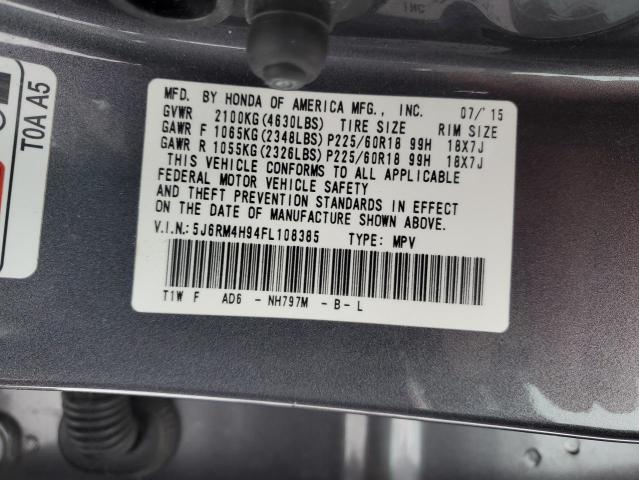 MFD. BY HONDA OF AMERICA MFG., INC. 07/'15
GVWR 2100KG(4630LBS) TIRE SIZE RIM SIZE
GAWR F 1065KG(2348LBS) P225/60R18 99H 18X7J
GAWR R 1055KG(2326LBS) P225/60R18 99H 18X7J
THIS VEHICLE CONFORMS TO ALL APPLICABLE
FEDERAL MOTOR VEHICLE SAFETY
AND THEFT PREVENTION STANDARDS IN EFFECT
ON THE DATE OF MANUFACTURE SHOWN ABOVE.
V.I.N.: 5J6RM4H94FL108385 TYPE: MPV
T1W F AD6 - NH797M - B - L
T0A A5